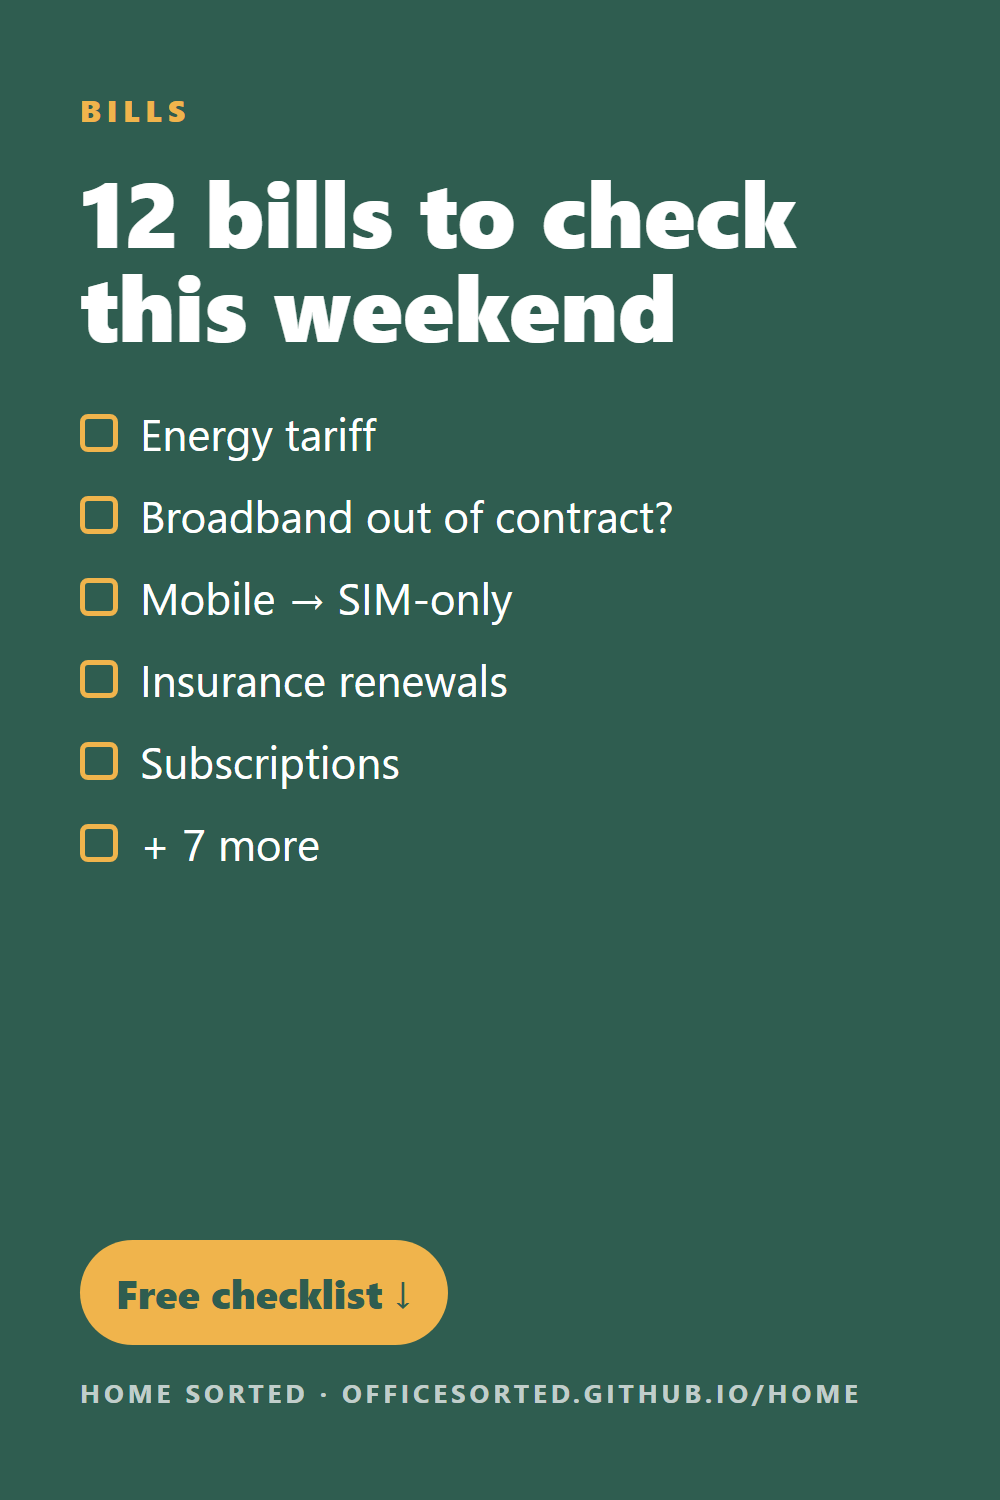 BILLS
12 bills to check
this weekend
Energy tariff
Broadband out of contract?
Mobile → SIM-only
Insurance renewals
Subscriptions
+ 7 more
Free checklist ↓
HOME SORTED · OFFICESORTED.GITHUB.IO/HOME